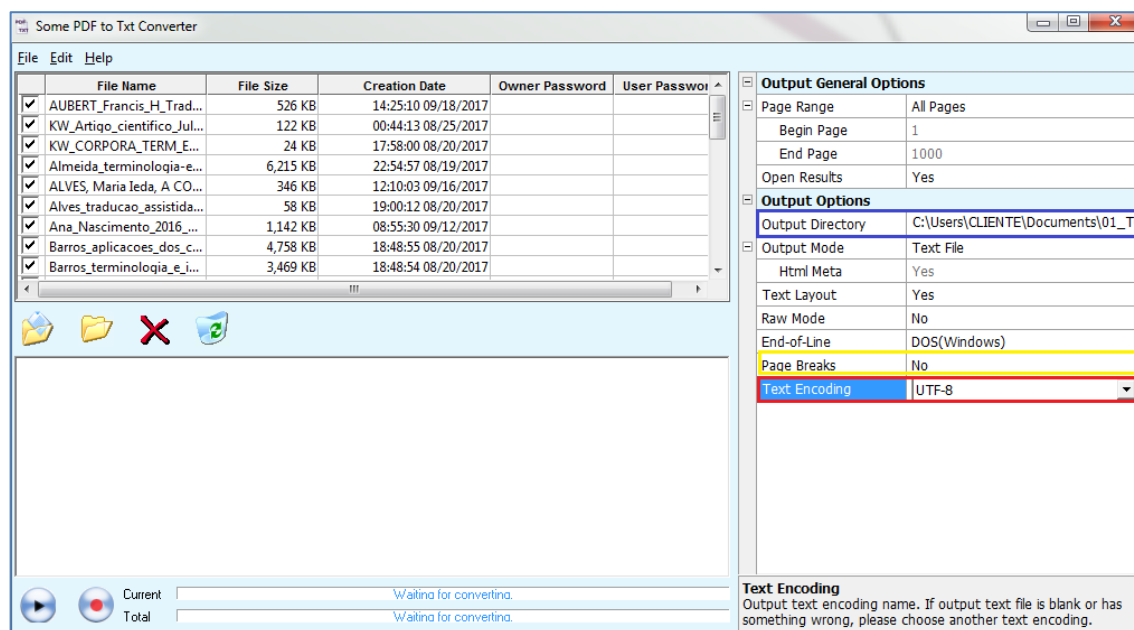 Some PDF to Txt Converter
File Edit Help
File Name File Size Creation Date Owner Password User Passwor
AUBERT_Francis_H_Trad... 526 KB 14:25:10 09/18/2017
KW_Artigo_cientifico_Jul... 122 KB 00:44:13 08/25/2017
KW_CORPORA_TERM_E... 24 KB 17:58:00 08/20/2017
Almeida_terminologia-e... 6,215 KB 22:54:57 08/19/2017
ALVES, Maria Ieda, A CO... 346 KB 12:10:03 09/16/2017
Alves_traducao_assistida... 58 KB 19:00:12 08/20/2017
Ana_Nascimento_2016_... 1,142 KB 08:55:30 09/12/2017
Barros_aplicacoes_dos_c... 4,758 KB 18:48:55 08/20/2017
Barros_terminologia_e_i... 3,469 KB 18:48:54 08/20/2017
Current Waiting for converting.
Total Waiting for converting.
Output General Options
Page Range All Pages
Begin Page 1
End Page 1000
Open Results Yes
Output Options
Output Directory C:\Users\CLIENTE\Documents\01_T
Output Mode Text File
Html Meta Yes
Text Layout Yes
Raw Mode No
End-of-Line DOS(Windows)
Page Breaks No
Text Encoding UTF-8
Text Encoding
Output text encoding name. If output text file is blank or has
something wrong, please choose another text encoding.